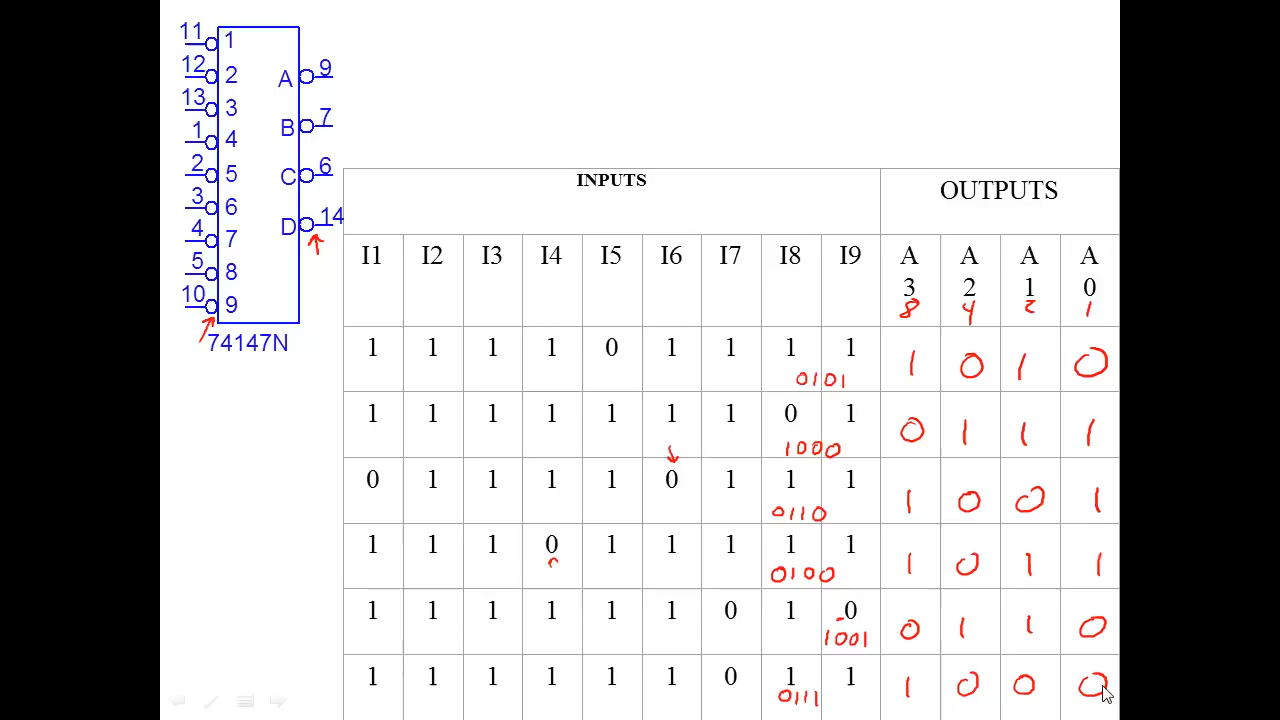 11 1
12 2
13 3
1 4
2 5
3 6
4 7
5 8
10 9
A 9
B 7
C 6
D 14
74147N
INPUTS OUTPUTS
I1 I2 I3 I4 I5 I6 I7 I8 I9 A3 A2 A1 A0
8 4 2 1
1 1 1 1 0 1 1 1 1 1 0 1 0
0101
1 1 1 1 1 1 1 0 1 0 1 1 1
1000
0 1 1 1 1 0 1 1 1 1 0 0 1
0110
1 1 1 0 1 1 1 1 1 1 0 1 1
0100
1 1 1 1 1 1 0 1 0 0 1 1 0
1001
1 1 1 1 1 1 0 1 1 1 0 0 0
0111